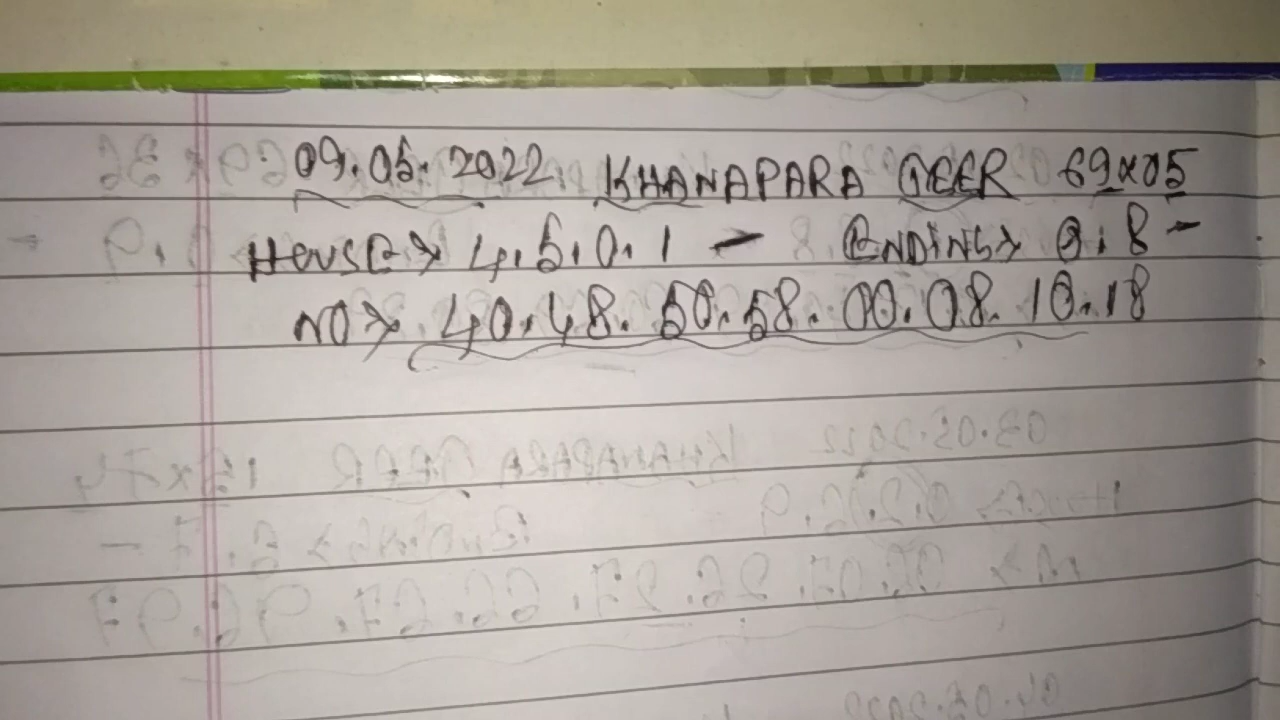 09.05.2022 KHANAPARA TEER 69x05
HOUSE> 4.5.0.1 - ENDING> 0.8-
NO> 40.48.50.58.00.08.10.18